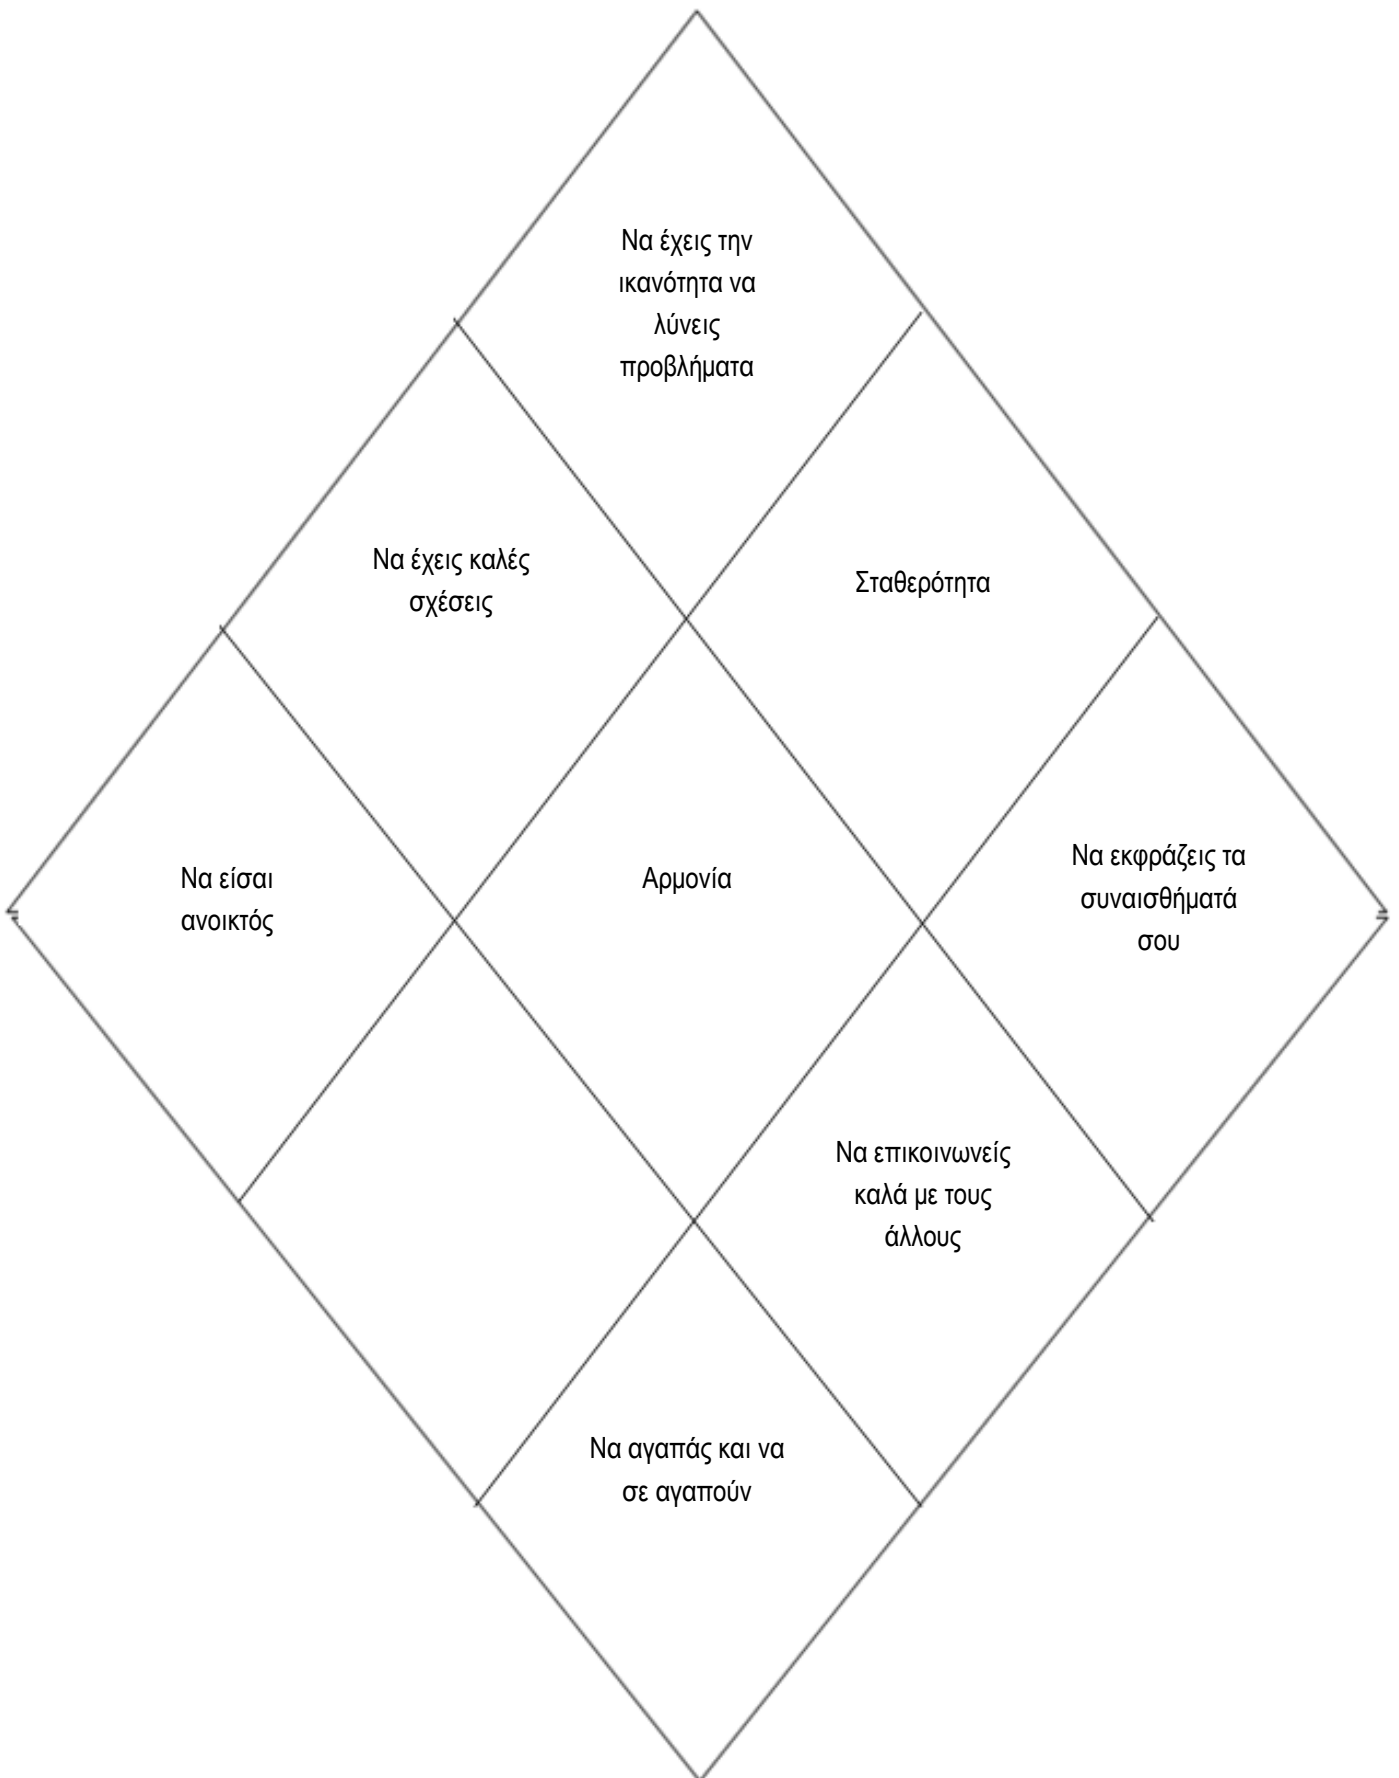 Να έχεις την
ικανότητα να
λύνεις
προβλήματα
Να έχεις καλές
σχέσεις
Σταθερότητα
Να είσαι
ανοικτός
Αρμονία
Να εκφράζεις τα
συναισθήματά
σου
Να επικοινωνείς
καλά με τους
άλλους
Να αγαπάς και να
σε αγαπούν